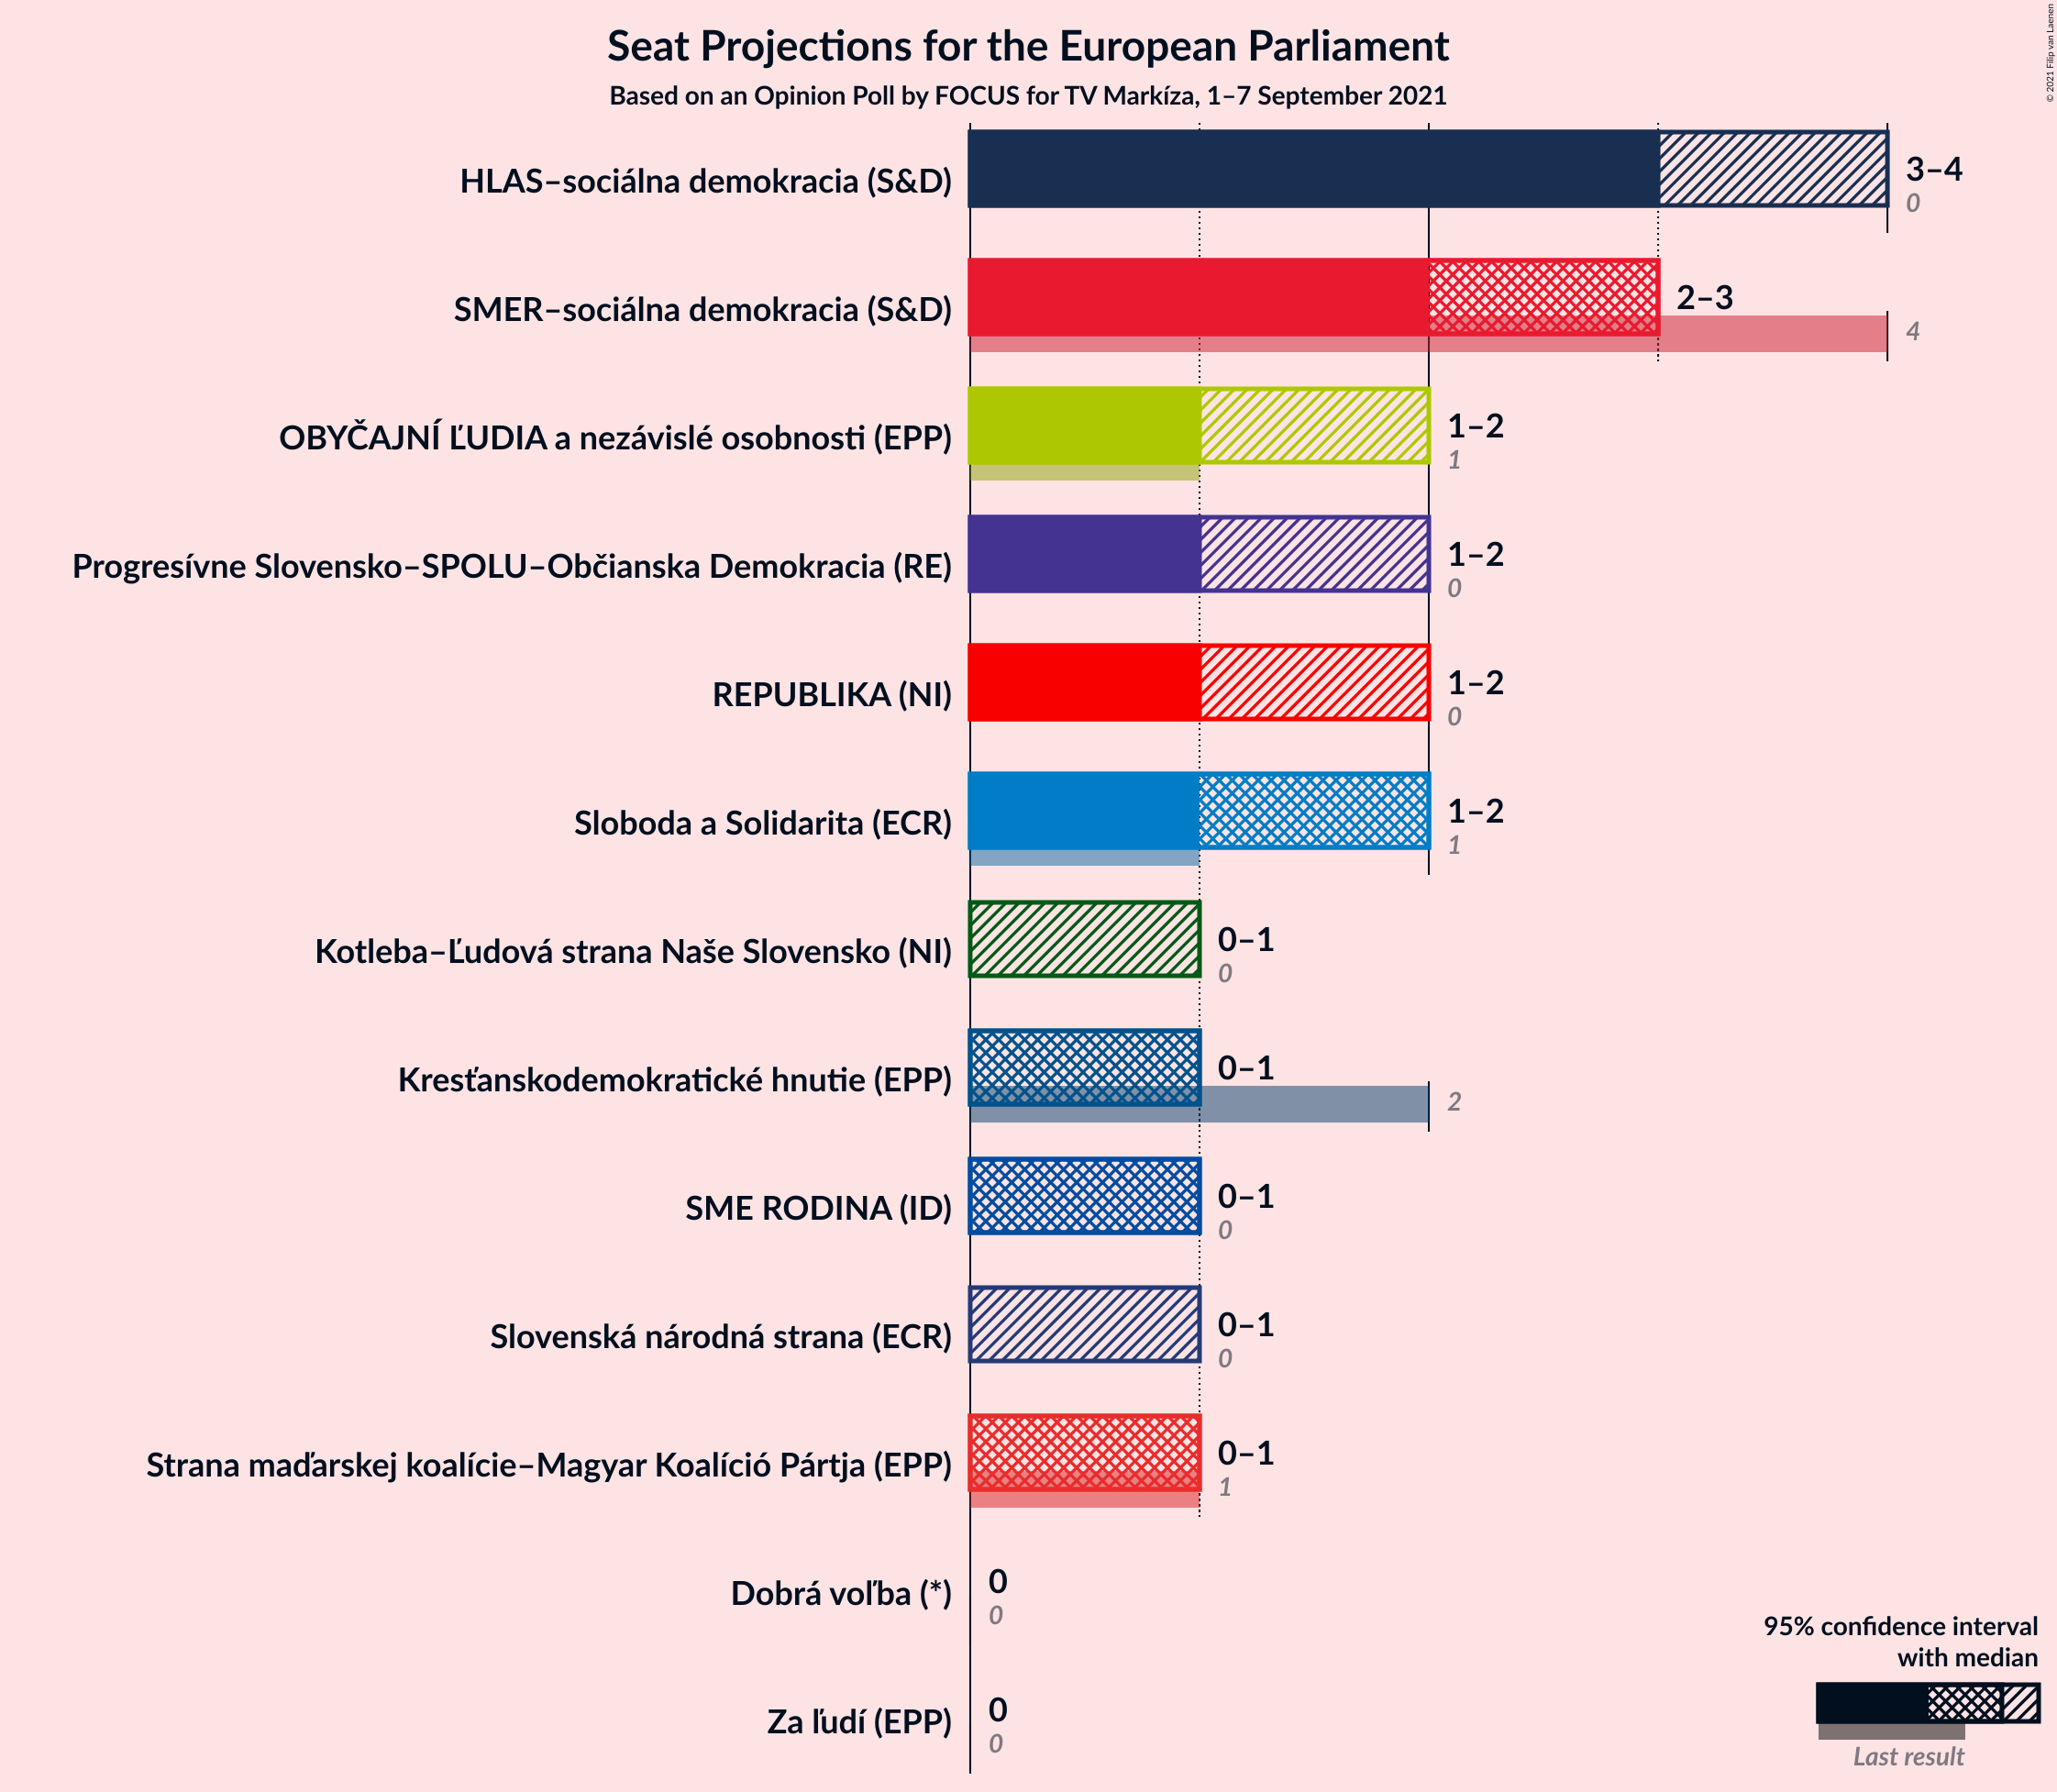 Seat Projections for the European Parliament
Based on an Opinion Poll by FOCUS for TV Markíza, 1–7 September 2021
© 2021 Filip van Laenen
HLAS–sociálna demokracia (S&D)
3–4
0
SMER–sociálna demokracia (S&D)
2–3
4
OBYČAJNÍ ĽUDIA a nezávislé osobnosti (EPP)
1–2
1
Progresívne Slovensko–SPOLU–Občianska Demokracia (RE)
1–2
0
REPUBLIKA (NI)
1–2
0
Sloboda a Solidarita (ECR)
1–2
1
Kotleba–Ľudová strana Naše Slovensko (NI)
0–1
0
Kresťanskodemokratické hnutie (EPP)
0–1
2
SME RODINA (ID)
0–1
0
Slovenská národná strana (ECR)
0–1
0
Strana maďarskej koalície–Magyar Koalíció Pártja (EPP)
0–1
1
Dobrá voľba (*)
0
0
Za ľudí (EPP)
0
0
95% confidence interval
with median
Last result